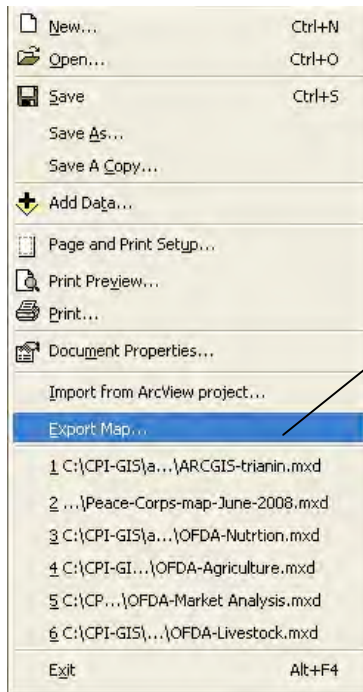 New... Ctrl+N
Open... Ctrl+O
Save Ctrl+S
Save As...
Save A Copy...
Add Data...
Page and Print Setup...
Print Preview...
Print...
Document Properties...
Import from ArcView project...
Export Map...
1 C:\CPI-GIS\a...\ARCGIS-trianin.mxd
2 ...\Peace-Corps-map-June-2008.mxd
3 C:\CPI-GIS\a...\OFDA-Nutrtion.mxd
4 C:\CPI-GI...\OFDA-Agriculture.mxd
5 C:\CP...\OFDA-Market Analysis.mxd
6 C:\CPI-GIS\...\OFDA-Livestock.mxd
Exit Alt+F4